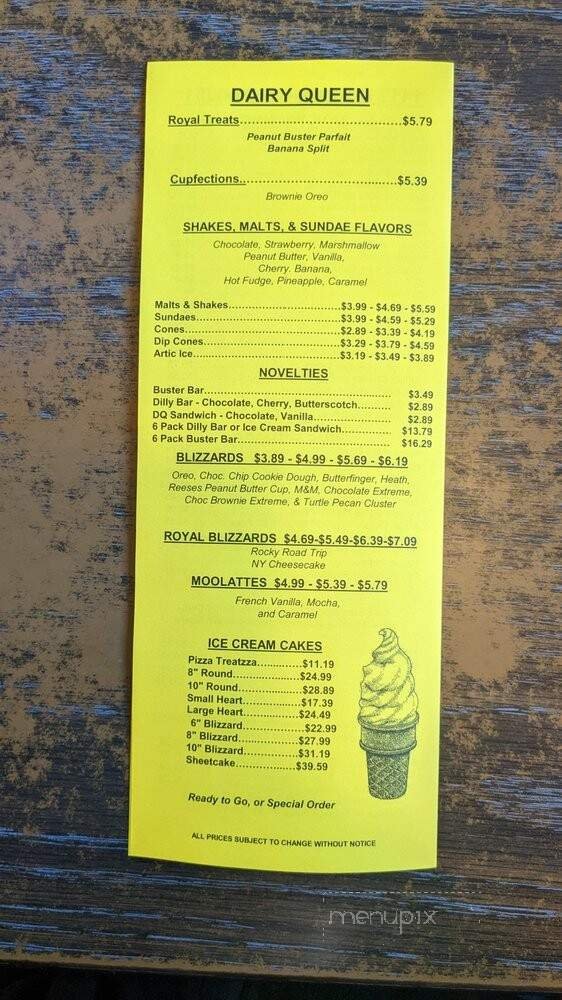 DAIRY QUEEN
Royal Treats.......................................$5.79
Peanut Buster Parfait
Banana Split
Cupfections.......................................$5.39
Brownie Oreo
SHAKES, MALTS, & SUNDAE FLAVORS
Chocolate, Strawberry, Marshmallow
Peanut Butter, Vanilla,
Cherry. Banana,
Hot Fudge, Pineapple, Caramel
Malts & Shakes.................................$3.99 - $4.69 - $5.59
Sundaes...........................................$3.99 - $4.59 - $5.29
Cones..............................................$2.89 - $3.39 - $4.19
Dip Cones.........................................$3.29 - $3.79 - $4.59
Artic Ice...........................................$3.19 - $3.49 - $3.89
NOVELTIES
Buster Bar....................................................... $3.49
Dilly Bar - Chocolate, Cherry, Butterscotch.......... $2.89
DQ Sandwich - Chocolate, Vanilla....................... $2.89
6 Pack Dilly Bar or Ice Cream Sandwich............... $13.79
6 Pack Buster Bar............................................. $16.29
BLIZZARDS $3.89 - $4.99 - $5.69 - $6.19
Oreo, Choc. Chip Cookie Dough, Butterfinger, Heath,
Reeses Peanut Butter Cup, M&M, Chocolate Extreme,
Choc Brownie Extreme, & Turtle Pecan Cluster
ROYAL BLIZZARDS $4.69-$5.49-$6.39-$7.09
Rocky Road Trip
NY Cheesecake
MOOLATTES $4.99 - $5.39 - $5.79
French Vanilla, Mocha,
and Caramel
ICE CREAM CAKES
Pizza Treatzza.............$11.19
8" Round....................$24.99
10" Round...................$28.89
Small Heart.................$17.39
Large Heart.................$24.49
6" Blizzard..................$22.99
8" Blizzard..................$27.99
10" Blizzard................$31.19
Sheetcake...................$39.59
Ready to Go, or Special Order
ALL PRICES SUBJECT TO CHANGE WITHOUT NOTICE
menupix